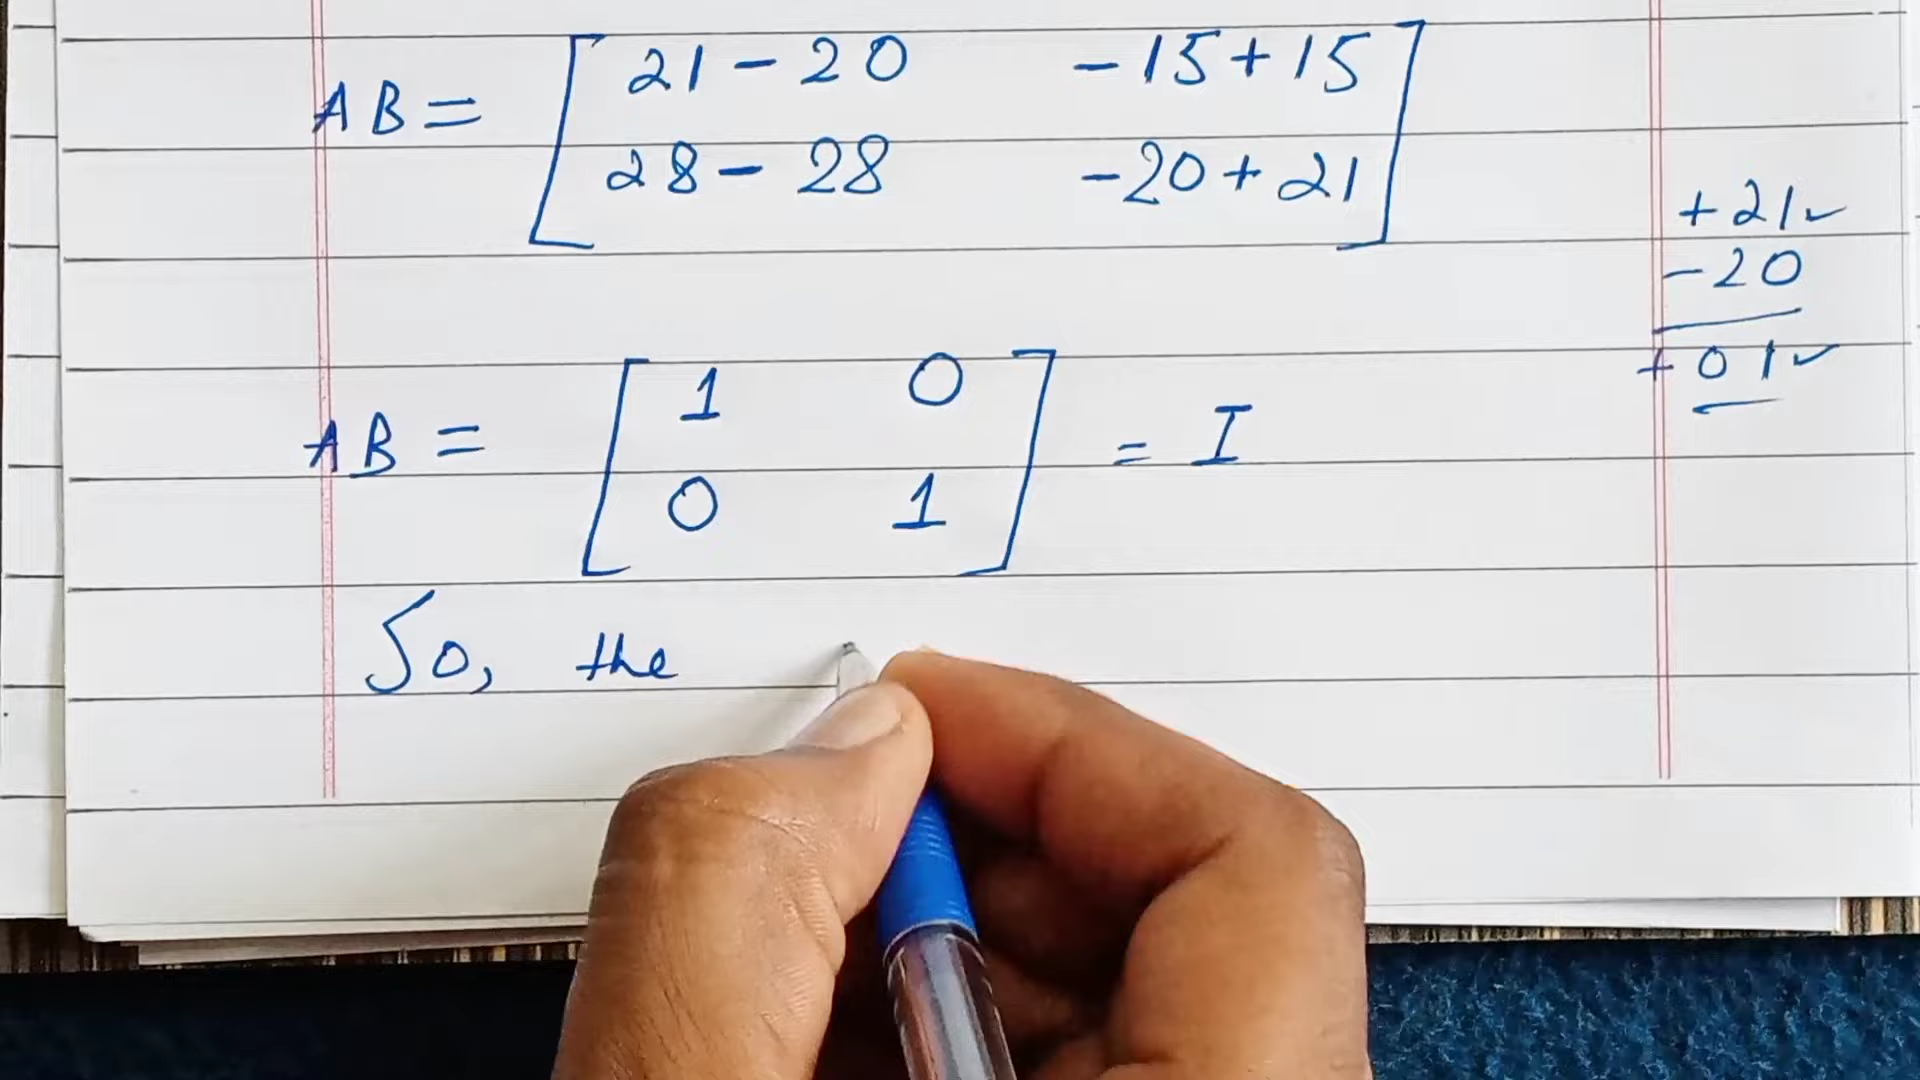 AB = [ 21 - 20 -15 + 15
28 - 28 -20 + 21 ]
+21✓
-20
+01✓
AB = [ 1 0
0 1 ] = I
So, the